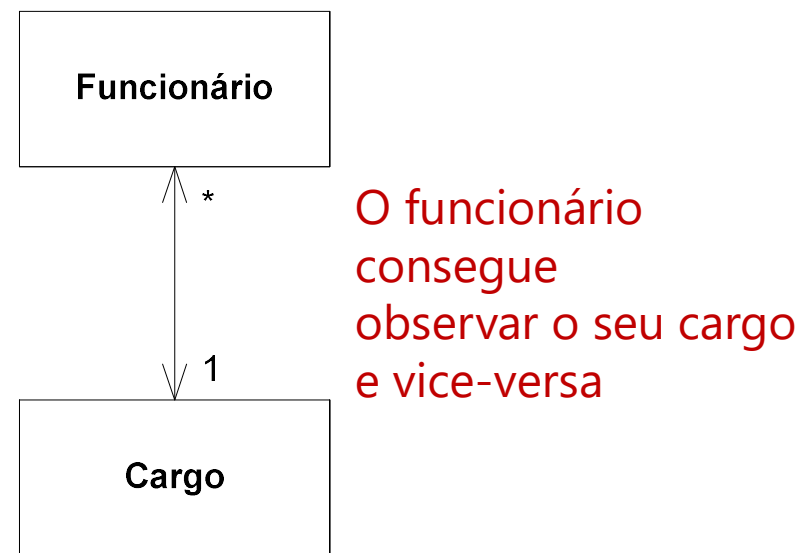 Funcionário
*
O funcionário
consegue
observar o seu cargo
e vice-versa
1
Cargo